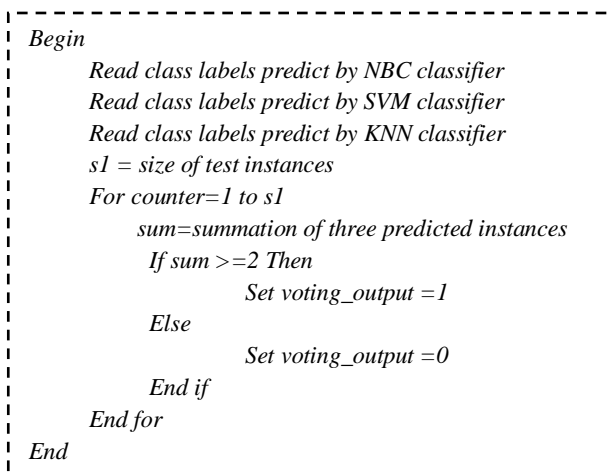 Begin
Read class labels predict by NBC classifier
Read class labels predict by SVM classifier
Read class labels predict by KNN classifier
s1 = size of test instances
For counter=1 to s1
sum=summation of three predicted instances
If sum >=2 Then
Set voting_output =1
Else
Set voting_output =0
End if
End for
End